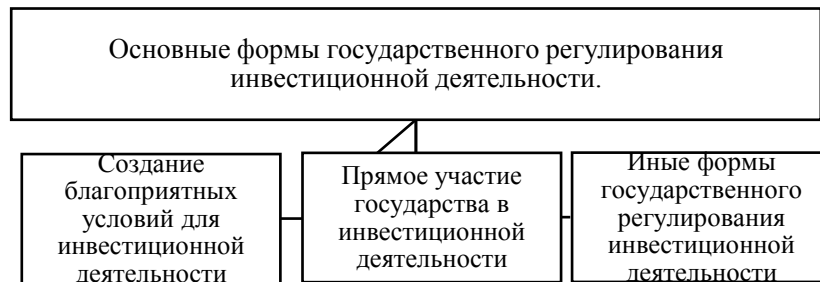 Основные формы государственного регулирования
инвестиционной деятельности.
Создание
благоприятных
условий для
инвестиционной
деятельности
Прямое участие
государства в
инвестиционной
деятельности
Иные формы
государственного
регулирования
инвестиционной
деятельности